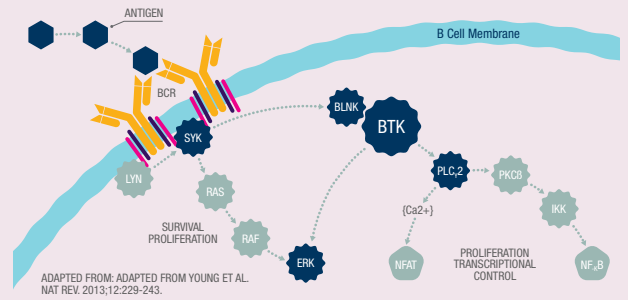 ANTIGEN
B Cell Membrane
BCR
BLNK
BTK
SYK
LYN
PLCγ2
PKCß
RAS
{Ca2+}
IKK
SURVIVAL
PROLIFERATION
RAF
ERK
NFAT
PROLIFERATION
TRANSCRIPTIONAL
CONTROL
NFκB
ADAPTED FROM: ADAPTED FROM YOUNG ET AL.
NAT REV. 2013;12:229-243.